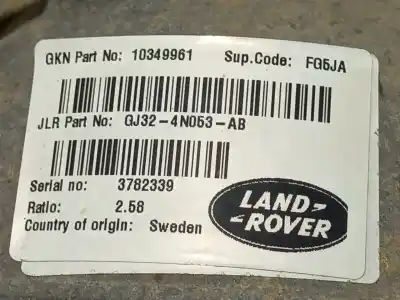 GKN Part No: 10349961 Sup.Code: FG5JA
JLR Part No: GJ32-4N053-AB
Serial no: 3782339
Ratio: 2.58
Country of origin: Sweden
LAND-
-ROVER